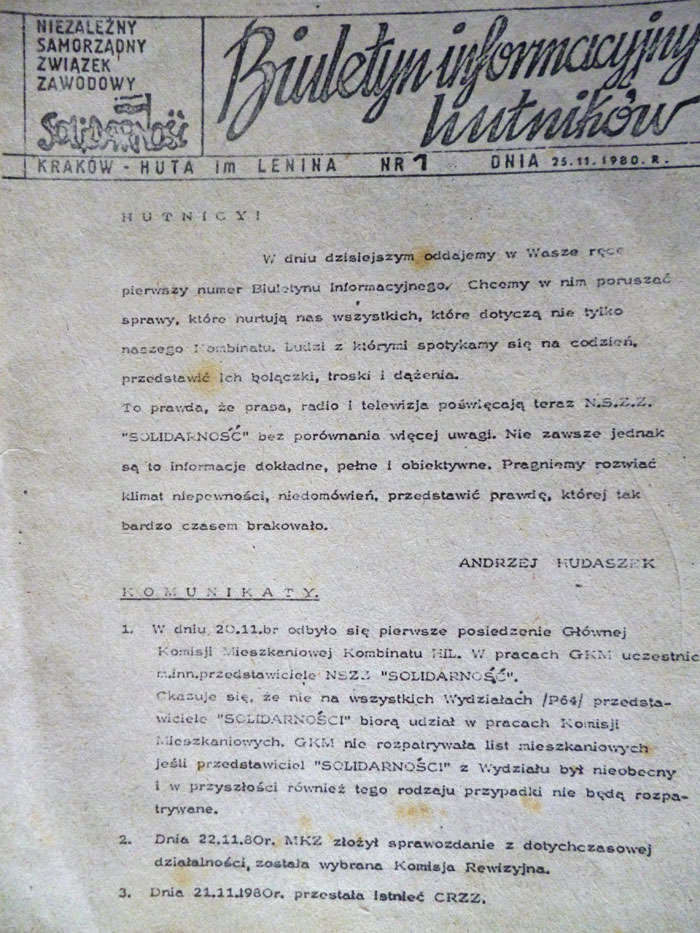 NIEZALEŻNY
SAMORZĄDNY
ZWIĄZEK
ZAWODOWY
Solidarność
Biuletyn informacyjny
hutników
KRAKÓW - HUTA im LENINA NR 1 DNIA 25.11.1980.R.
HUTNICY!
W dniu dzisiejszym oddajemy w Wasze ręce
pierwszy numer Biuletynu Informacyjnego. Chcemy w nim poruszać
sprawy, które nurtują nas wszystkich, które dotyczą nie tylko
naszego Kombinatu. Ludzi z którymi spotykamy się na codzień,
przedstawić ich bolączki, troski i dążenia.
To prawda, że prasa, radio i telewizja poświęcają teraz N.S.Z.Z.
"SOLIDARNOŚĆ" bez porównania więcej uwagi. Nie zawsze jednak
są to informacje dokładne, pełne i obiektywne. Pragniemy rozwiać
klimat niepewności, niedomówień, przedstawić prawdę, której tak
bardzo czasem brakowało.
ANDRZEJ HUDASZEK
KOMUNIKATY.
1. W dniu 20.11.br odbyło się pierwsze posiedzenie Głównej
Komisji Mieszkaniowej Kombinatu HiL. W pracach GKM uczestnic
m.inn.przedstawiciele NSZZ "SOLIDARNOŚĆ".
Okazuje się, że nie na wszystkich Wydziałach /P64/ przedsta-
wiciele "SOLIDARNOŚCI" biorą udział w pracach Komisji
Mieszkaniowych. GKM nie rozpatrywała list mieszkaniowych
jeśli przedstawiciel "SOLIDARNOŚCI" z Wydziału był nieobecny
i w przyszłości również tego rodzaju przypadki nie będą rozpa-
trywane.
2. Dnia 22.11.80r. MKZ złożył sprawozdanie z dotychczasowej
działalności, została wybrana Komisja Rewizyjna.
3. Dnia 21.11.1980r. przestała istnieć CRZZ.